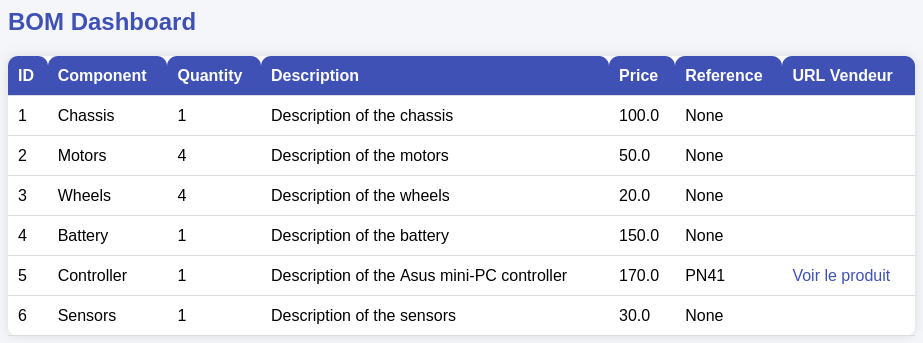 BOM Dashboard
ID Component Quantity Description Price Reference URL Vendeur
1 Chassis 1 Description of the chassis 100.0 None
2 Motors 4 Description of the motors 50.0 None
3 Wheels 4 Description of the wheels 20.0 None
4 Battery 1 Description of the battery 150.0 None
5 Controller 1 Description of the Asus mini-PC controller 170.0 PN41 Voir le produit
6 Sensors 1 Description of the sensors 30.0 None